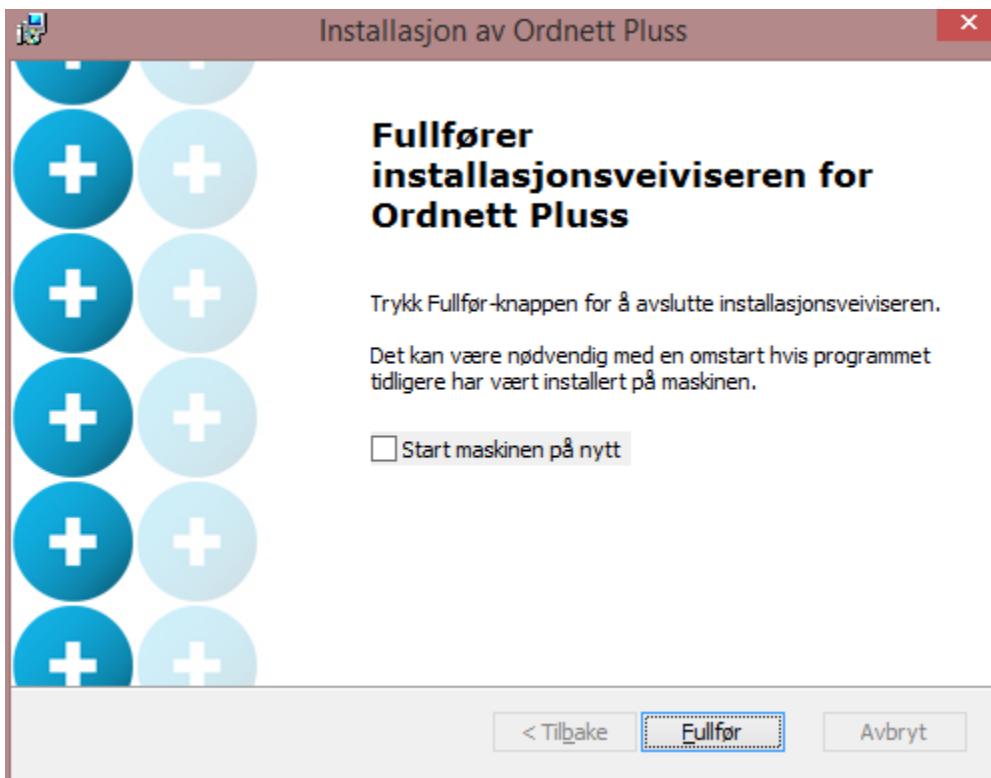 Installasjon av Ordnett Pluss
Fullfører
installasjonsveiviseren for
Ordnett Pluss
Trykk Fullfør-knappen for å avslutte installasjonsveiviseren.
Det kan være nødvendig med en omstart hvis programmet
tidligere har vært installert på maskinen.
Start maskinen på nytt
< Tilbake Fullfør Avbryt